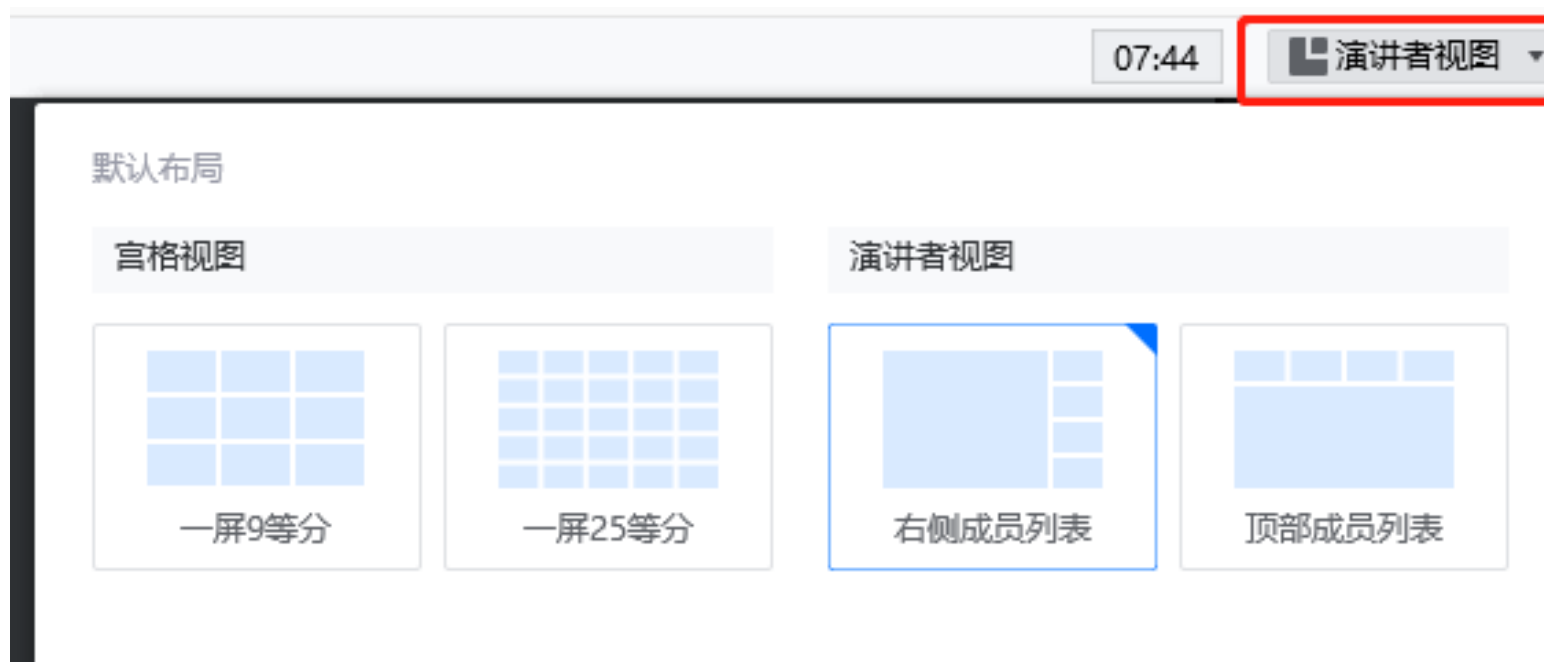 07:44
演讲者视图
默认布局
宫格视图
演讲者视图
一屏9等分
一屏25等分
右侧成员列表
顶部成员列表